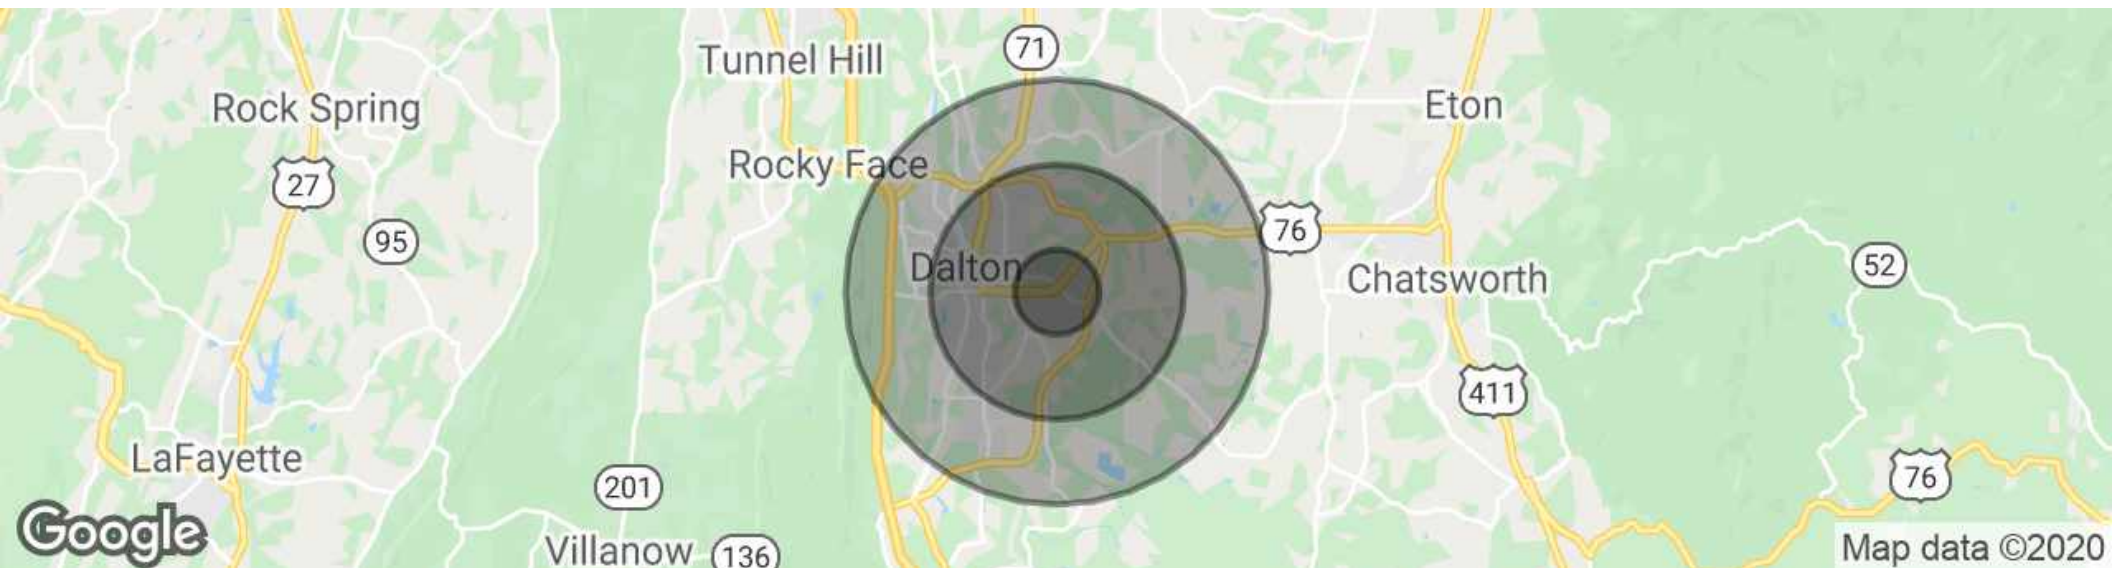 71
Tunnel Hill
Rock Spring
Eton
Rocky Face
27
76
95
Dalton
52
Chatsworth
411
LaFayette
76
201
Google
Villanow
136
Map data ©2020